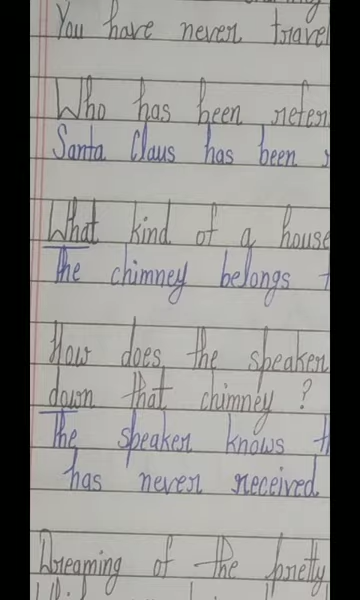 You have never travel
Who has been refer
Santa Claus has been
What kind of a house
The chimney belongs
How does the speaker
down that chimney ?
The speaker knows
has never received
Dreaming of the pretty